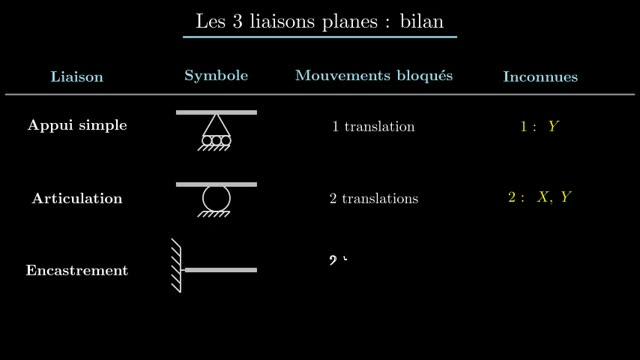 Les 3 liaisons planes : bilan
Liaison Symbole Mouvements bloqués Inconnues
Appui simple 1 translation 1 : Y
Articulation 2 translations 2 : X, Y
Encastrement